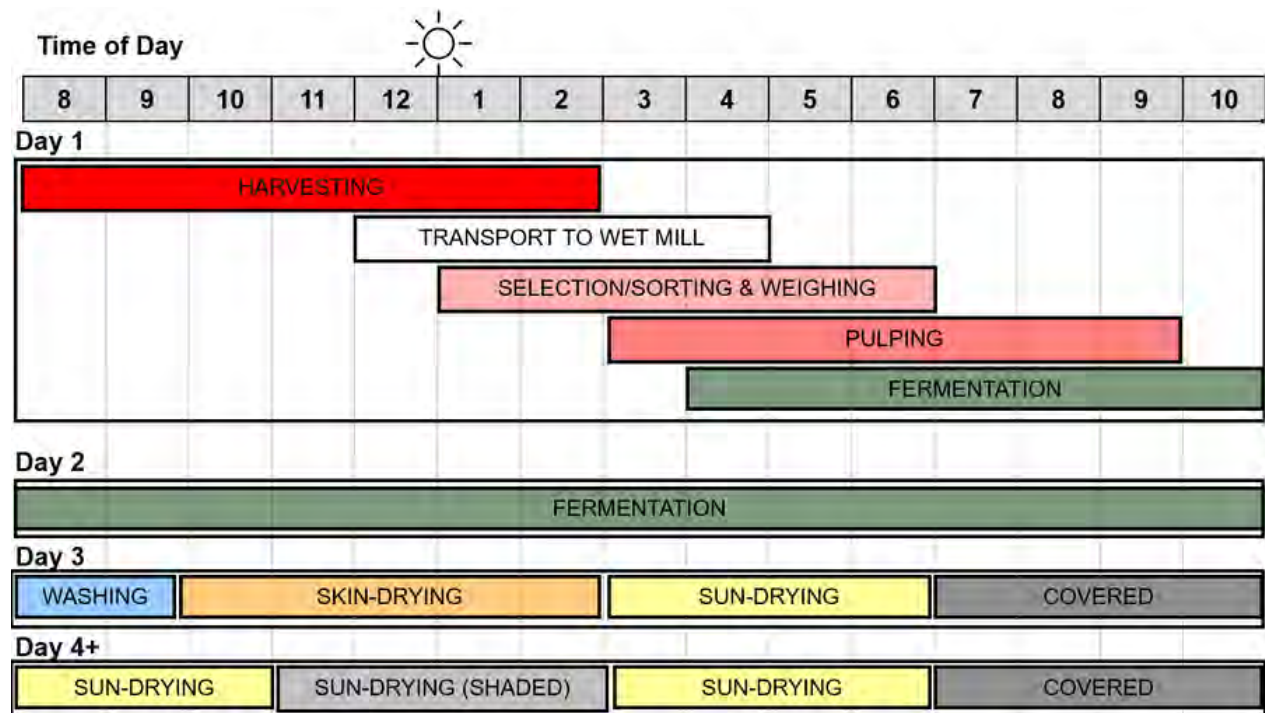 Time of Day
8 9 10 11 12 1 2 3 4 5 6 7 8 9 10
Day 1
HARVESTING
TRANSPORT TO WET MILL
SELECTION/SORTING & WEIGHING
PULPING
FERMENTATION
Day 2
FERMENTATION
Day 3
WASHING SKIN-DRYING SUN-DRYING COVERED
Day 4+
SUN-DRYING SUN-DRYING (SHADED) SUN-DRYING COVERED